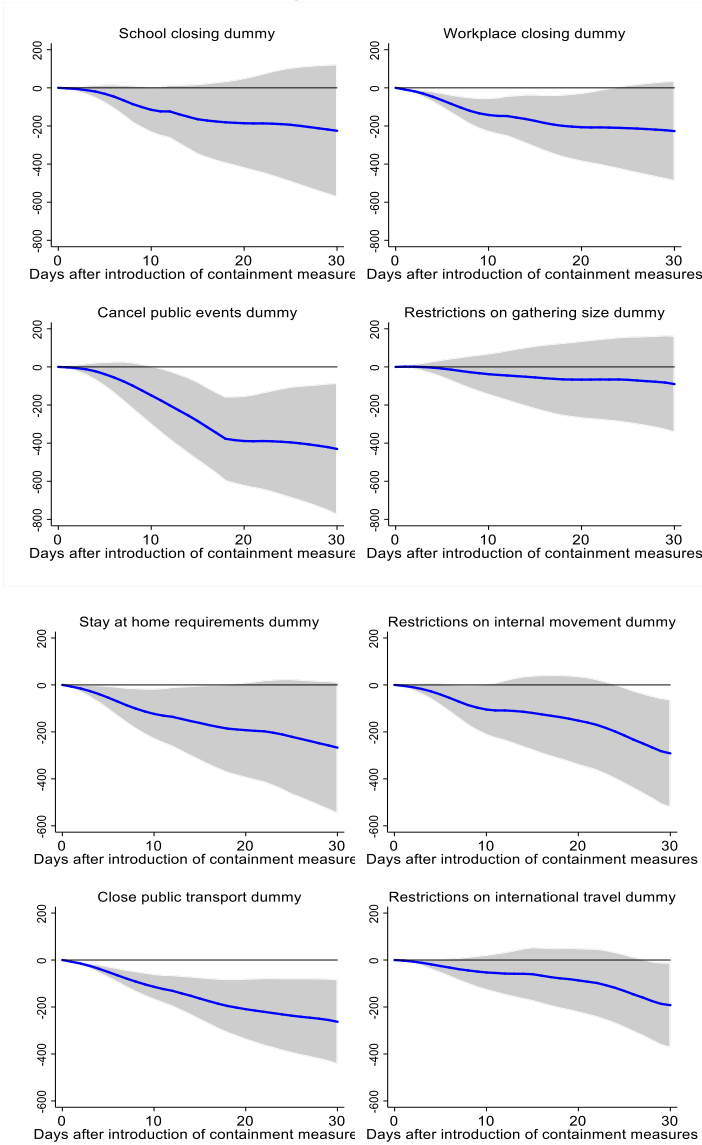 School closing dummy
200
0
-200
-400
-600
-800
0 10 20 30
Days after introduction of containment measure
Workplace closing dummy
200
0
-200
-400
-600
-800
0 10 20 30
Days after introduction of containment measures
Cancel public events dummy
200
0
-200
-400
-600
-800
0 10 20 30
Days after introduction of containment measure
Restrictions on gathering size dummy
200
0
-200
-400
-600
-800
0 10 20 30
Days after introduction of containment measures
Stay at home requirements dummy
200
0
-200
-400
-600
0 10 20 30
Days after introduction of containment measure
Restrictions on internal movement dummy
200
0
-200
-400
-600
0 10 20 30
Days after introduction of containment measures
Close public transport dummy
200
0
-200
-400
-600
0 10 20 30
Days after introduction of containment measure
Restrictions on international travel dummy
200
0
-200
-400
-600
0 10 20 30
Days after introduction of containment measures